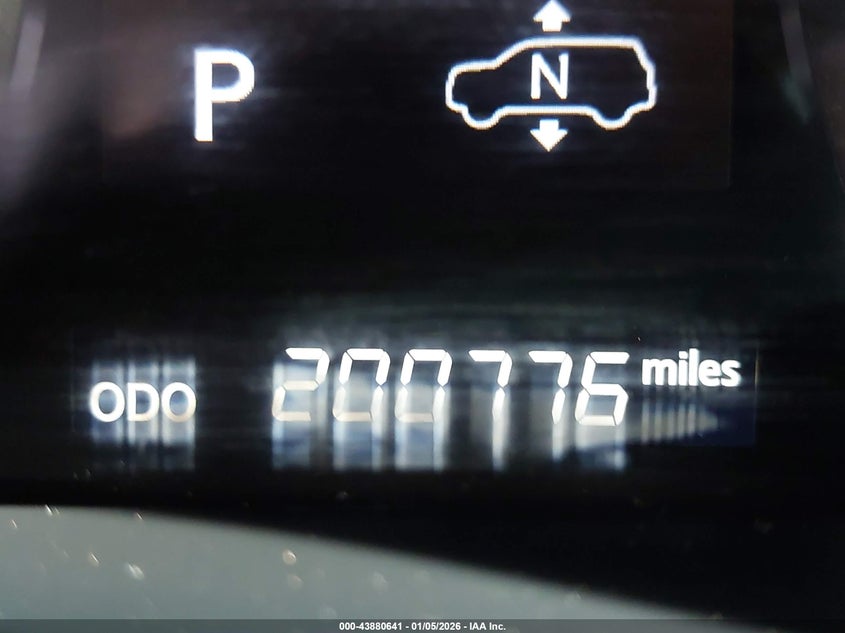 P
N
ODO 200776 miles
000-43880641 - 01/05/2026 - IAA Inc.